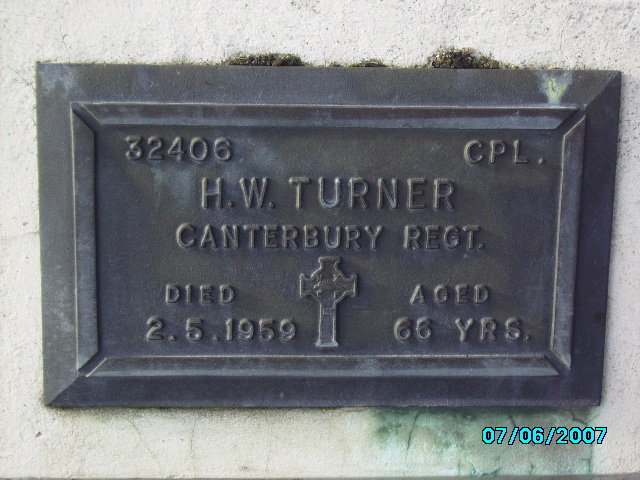 32406 CPL.
H.W. TURNER
CANTERBURY REGT.
DIED AGED
2.5.1959 66 YRS.
07/06/2007